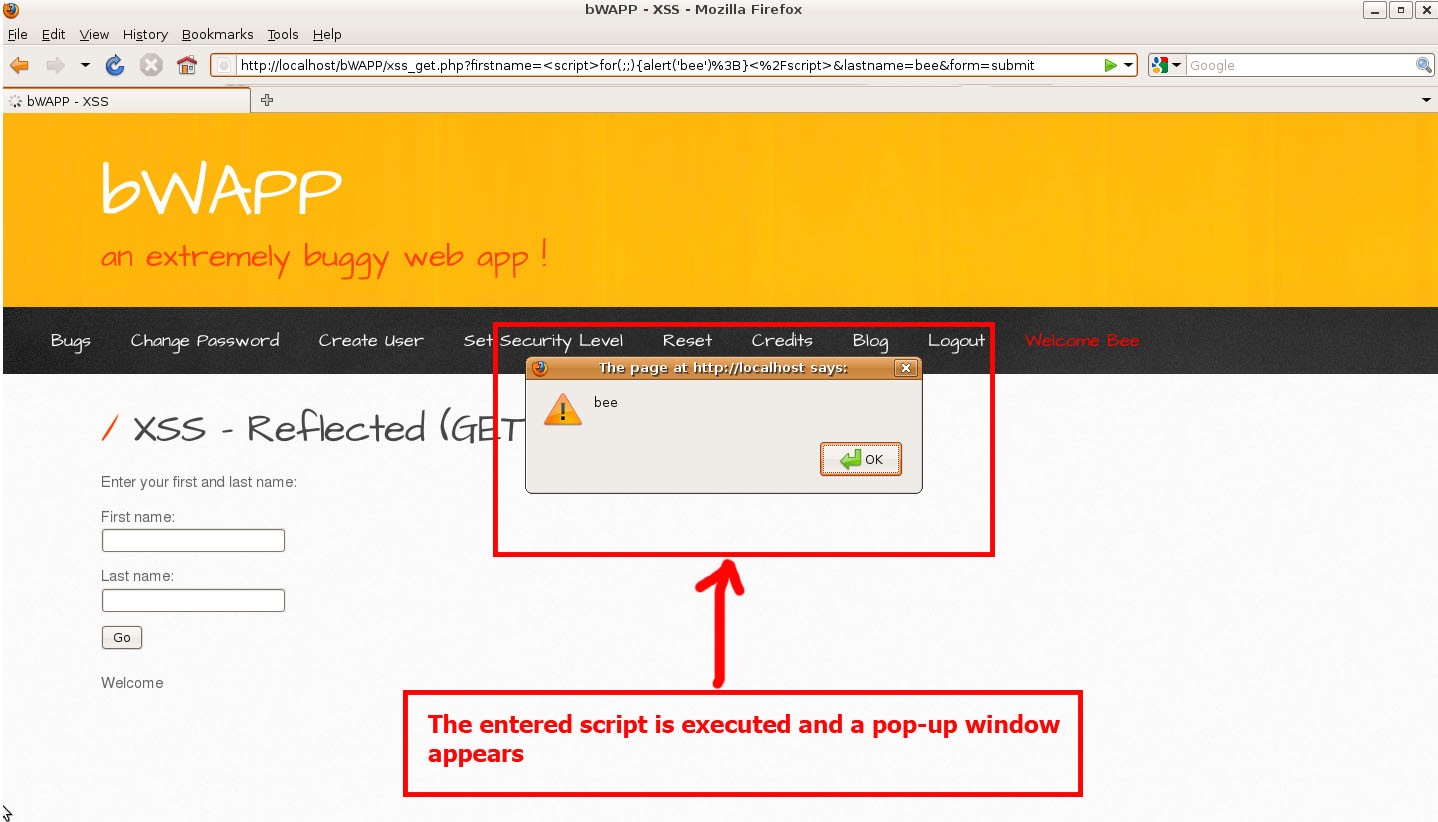 bWAPP - XSS - Mozilla Firefox
File Edit View History Bookmarks Tools Help
http://localhost/bWAPP/xss_get.php?firstname=<script>for(;;){alert('bee')%3B}<%2Fscript>&lastname=bee&form=submit
Google
bWAPP - XSS
bWAPP
an extremely buggy web app !
Bugs Change Password Create User Set Security Level Reset Credits Blog Logout Welcome Bee
The page at http://localhost says:
bee
OK
/ XSS - Reflected (GET
Enter your first and last name:
First name:
Last name:
Go
Welcome
The entered script is executed and a pop-up window
appears